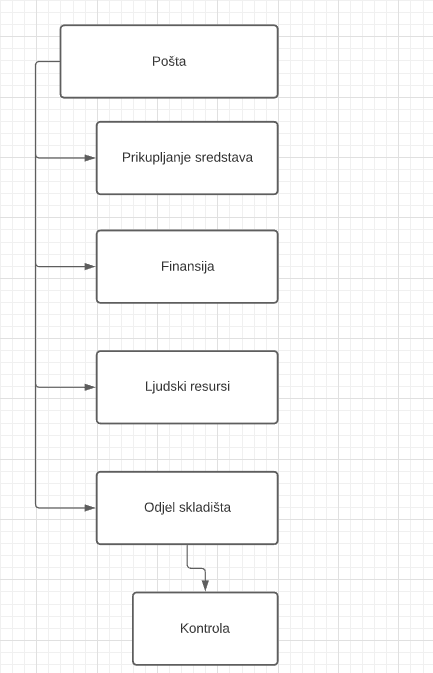 Pošta
Prikupljanje sredstava
Finansija
Ljudski resursi
Odjel skladišta
Kontrola